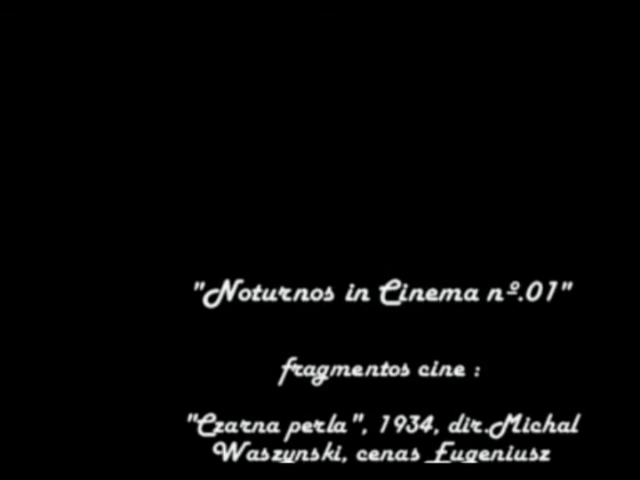 "Noturnos in Cinema nº.01"
fragmentos cine :
"Czarna perla", 1934, dir.Michal
Waszynski, cenas Eugeniusz